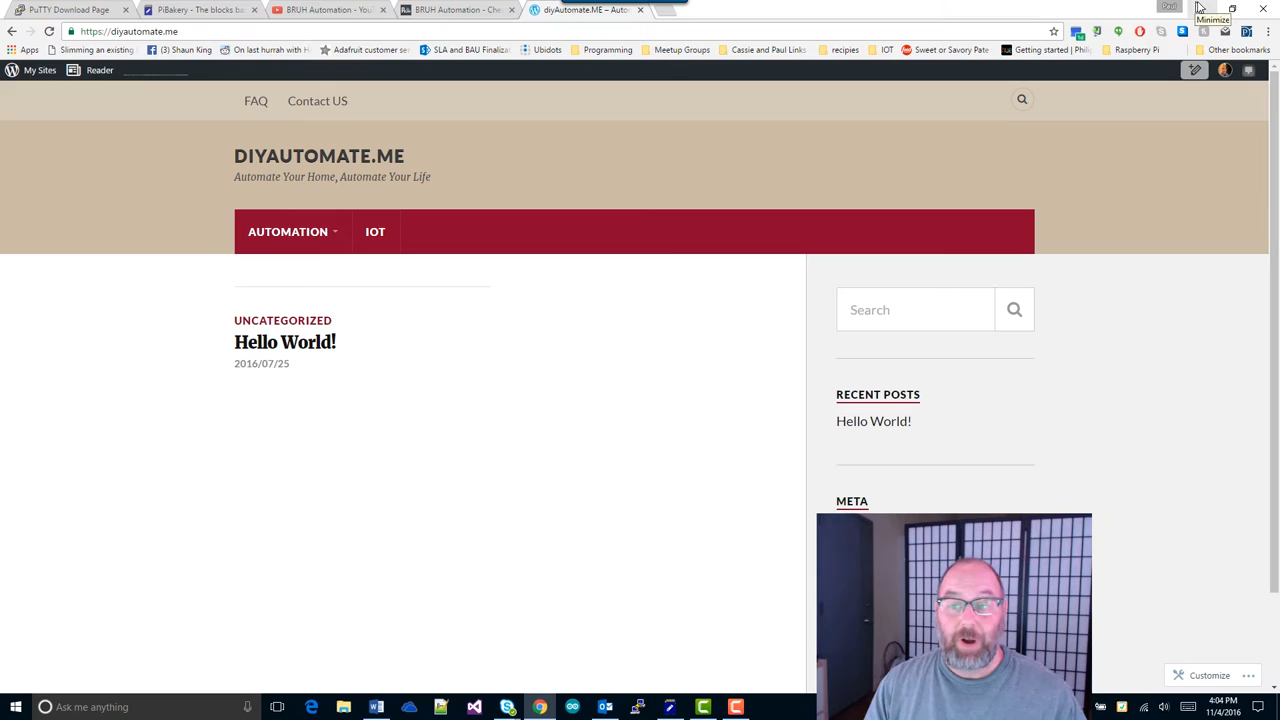 PuTTY Download Page
PiBakery - The blocks ba
BRUH Automation - You
BRUH Automation - Che
diyAutomate.ME – Autom
Paul
Minimize
https://diyautomate.me
Apps
Slimming an existing
(3) Shaun King
On last hurrah with H
Adafruit customer ser
SLA and BAU Finalizat
Ubidots
Programming
Meetup Groups
Cassie and Paul Links
recipies
IOT
Sweet or Savory Pate
Getting started | Phili
Raspberry Pi
Other bookmarks
My Sites
Reader
FAQ
Contact US
DIYAUTOMATE.ME
Automate Your Home, Automate Your Life
AUTOMATION
IOT
UNCATEGORIZED
Hello World!
2016/07/25
Search
RECENT POSTS
Hello World!
META
Customize
Ask me anything
4:04 PM
11/4/2016